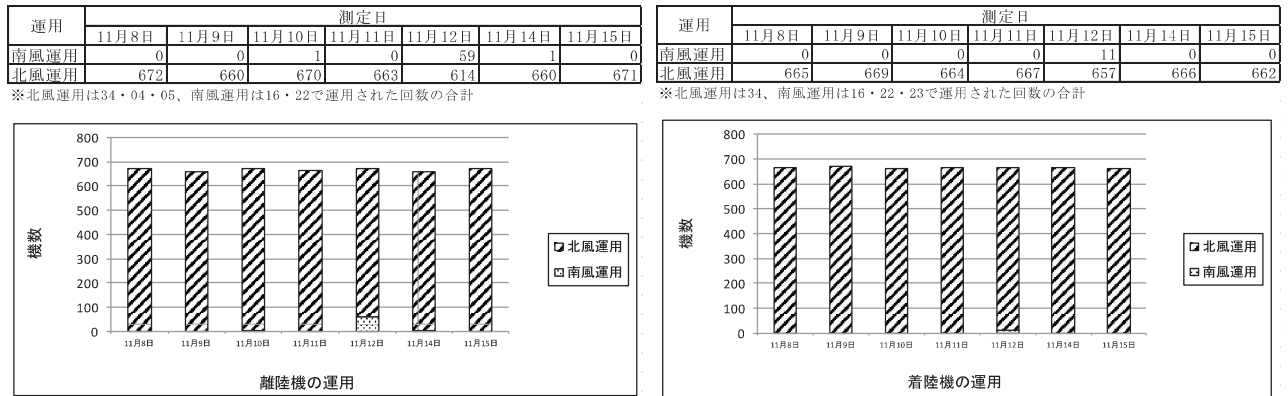 運用 測定日
11月8日 11月9日 11月10日 11月11日 11月12日 11月14日 11月15日
南風運用 0 0 1 0 59 1 0
北風運用 672 660 670 663 614 660 671
※北風運用は34・04・05、南風運用は16・22で運用された回数の合計
800
700
600
500
400
300
200
100
0
機数
11月8日 11月9日 11月10日 11月11日 11月12日 11月14日 11月15日
離陸機の運用
北風運用
南風運用
運用 測定日
11月8日 11月9日 11月10日 11月11日 11月12日 11月14日 11月15日
南風運用 0 0 0 0 11 0 0
北風運用 665 669 664 667 657 666 662
※北風運用は34、南風運用は16・22・23で運用された回数の合計
800
700
600
500
400
300
200
100
0
機数
11月8日 11月9日 11月10日 11月11日 11月12日 11月14日 11月15日
着陸機の運用
北風運用
南風運用